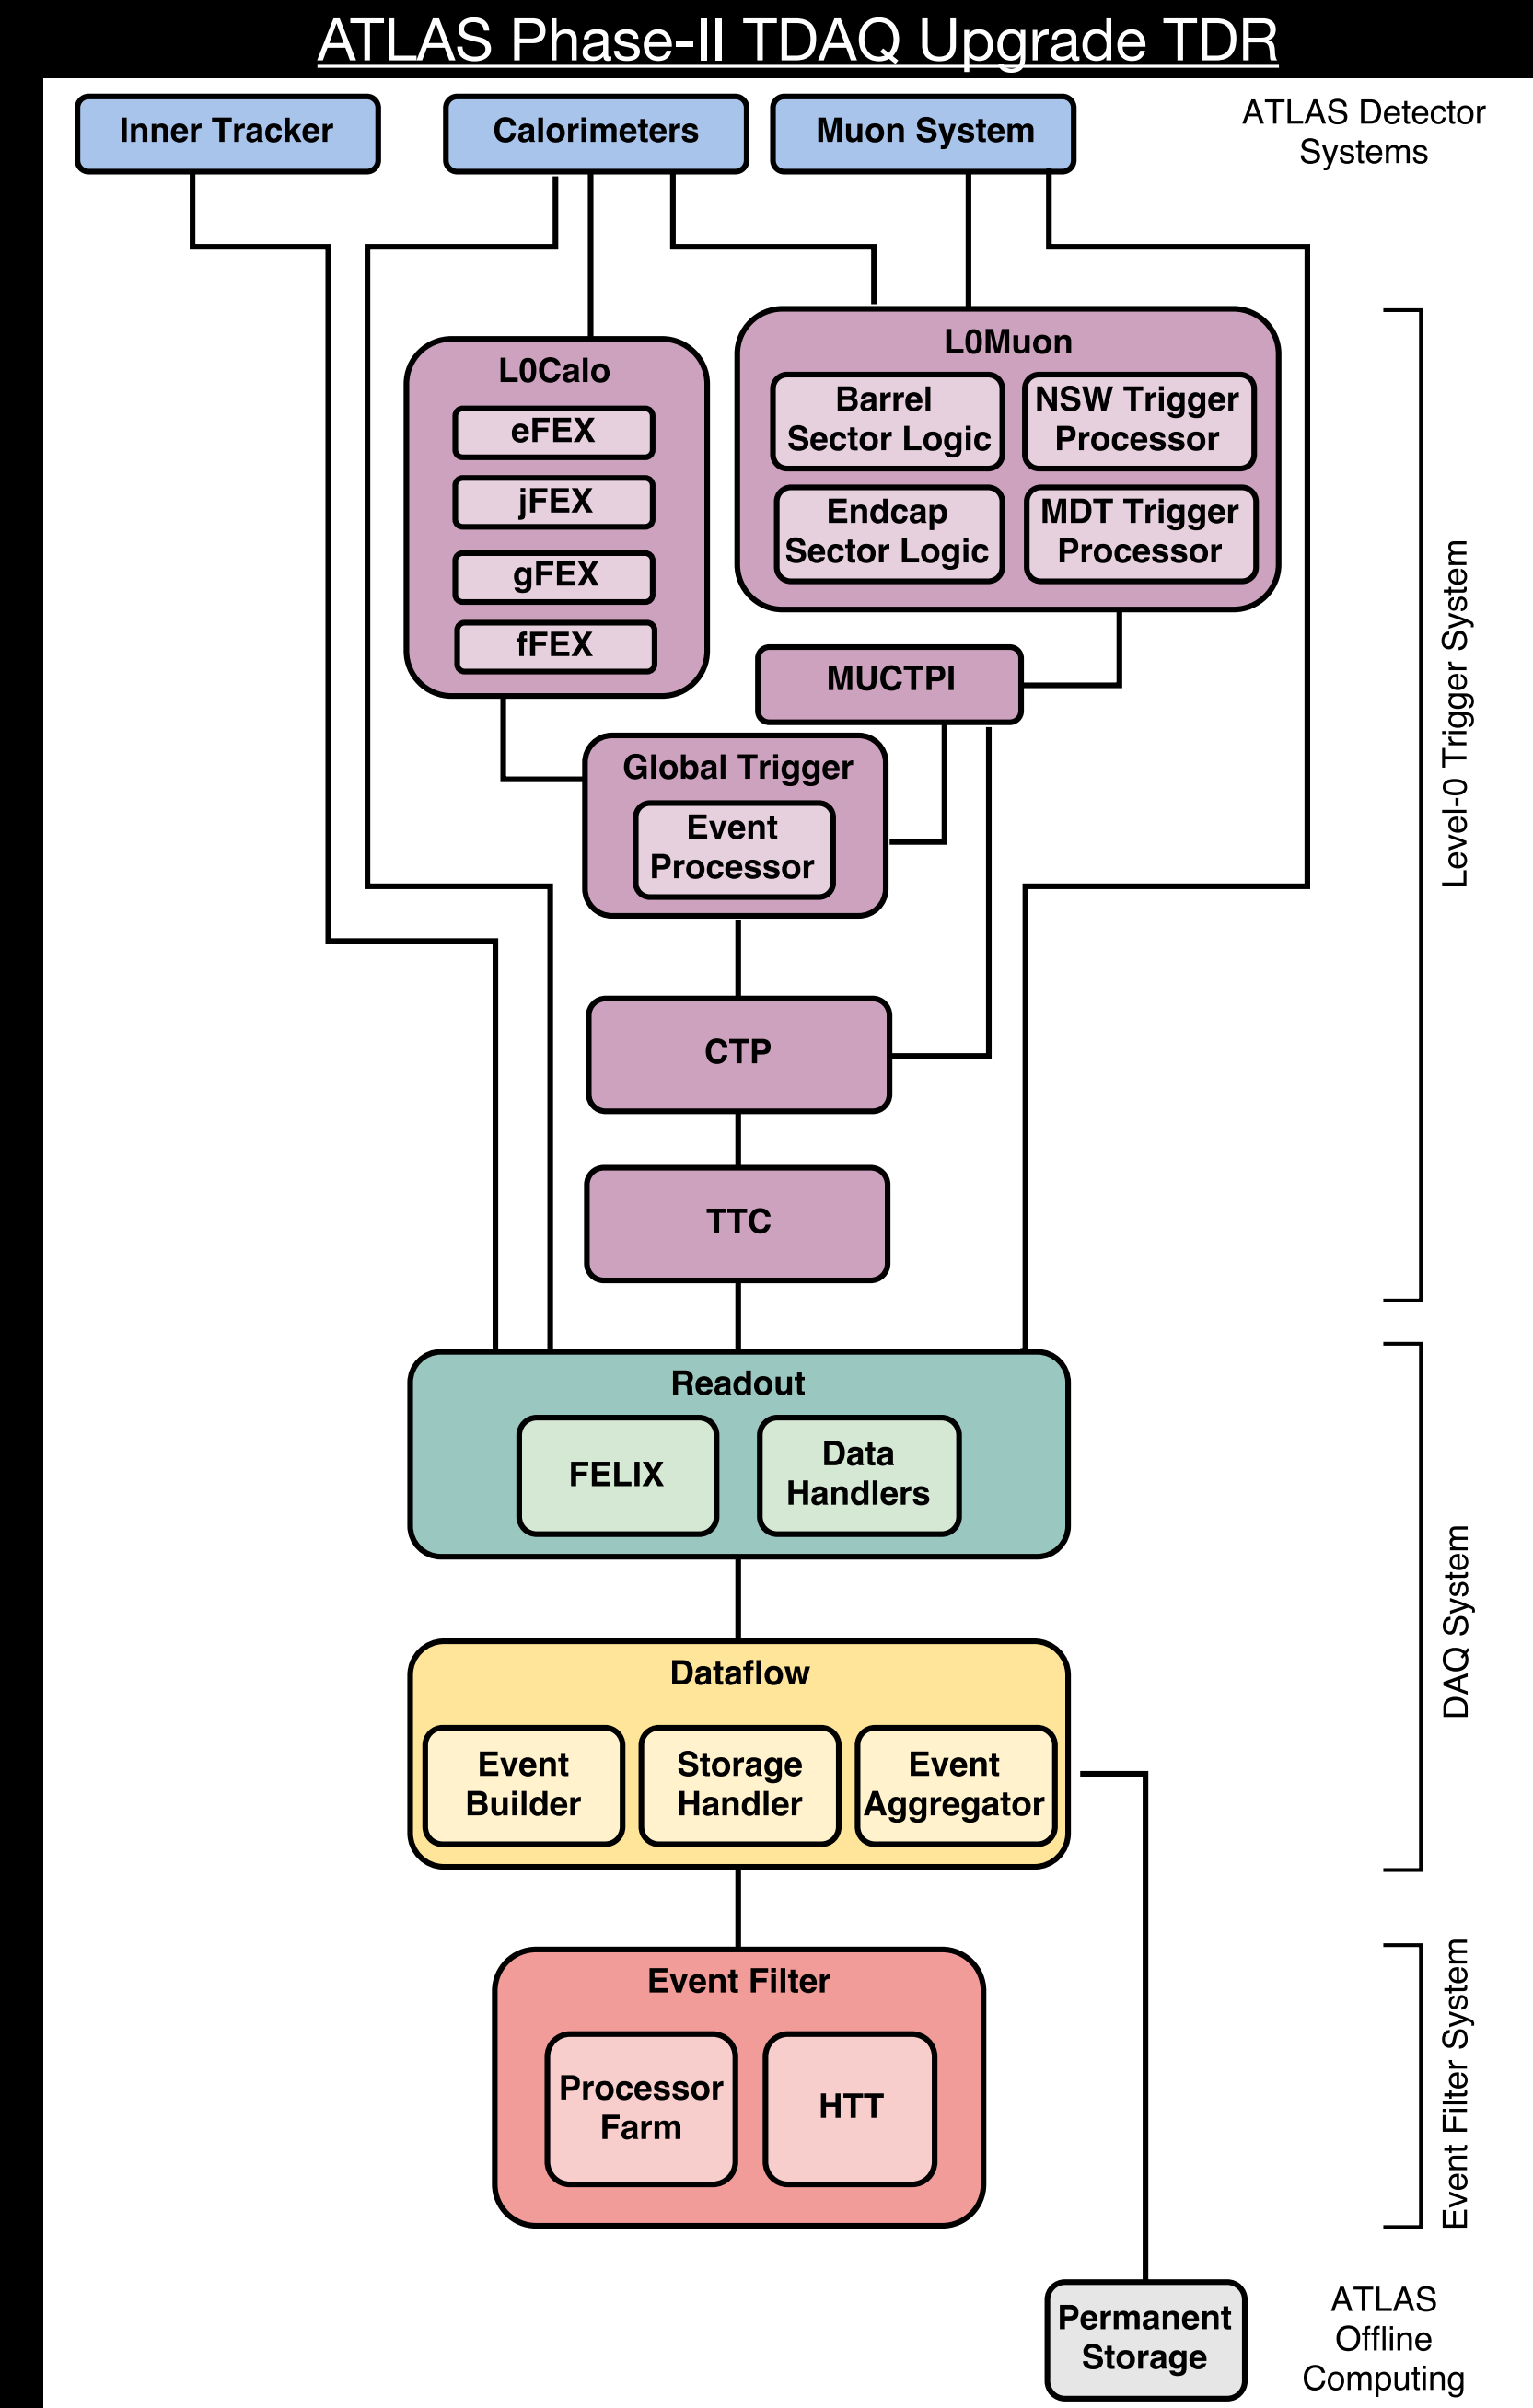 ATLAS Phase-II TDAQ Upgrade TDR
Inner Tracker
Calorimeters
Muon System
ATLAS Detector
Systems
L0Calo
eFEX
jFEX
gFEX
fFEX
L0Muon
Barrel
Sector Logic
NSW Trigger
Processor
Endcap
Sector Logic
MDT Trigger
Processor
MUCTPI
Global Trigger
Event
Processor
CTP
TTC
Level-0 Trigger System
Readout
FELIX
Data
Handlers
Dataflow
Event
Builder
Storage
Handler
Event
Aggregator
DAQ System
Event Filter
Processor
Farm
HTT
Event Filter System
Permanent
Storage
ATLAS
Offline
Computing